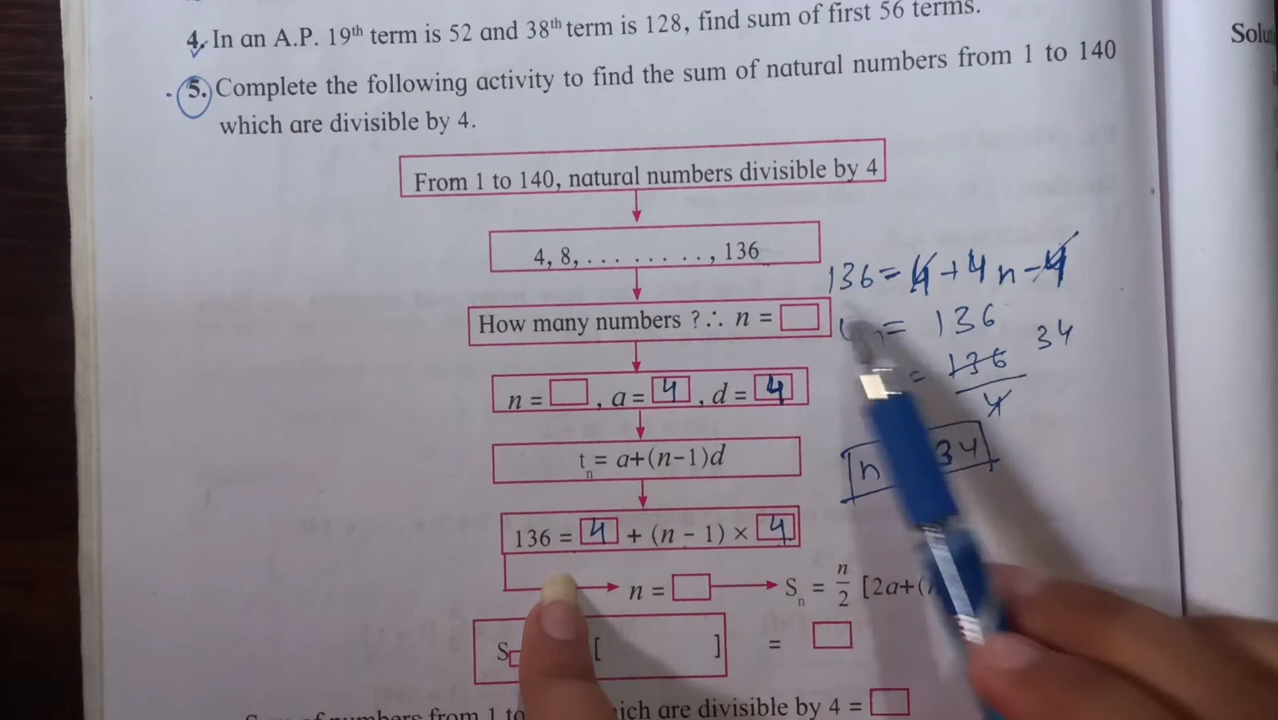 4. In an A.P. 19th term is 52 and 38th term is 128, find sum of first 56 terms.
Solu
5. Complete the following activity to find the sum of natural numbers from 1 to 140
which are divisible by 4.
From 1 to 140, natural numbers divisible by 4
4, 8, . . . . . . . . , 136
136 = 4 + 4n - 4
How many numbers ? ∴ n = □
= 136
= 136/4 34
n = □ , a = 4 , d = 4
tn = a+(n-1)d
n 34
136 = 4 + (n - 1) × 4
n = □ → Sn = n/2 [2a+(
S□ [ ] = □
from 1 to which are divisible by 4 = □